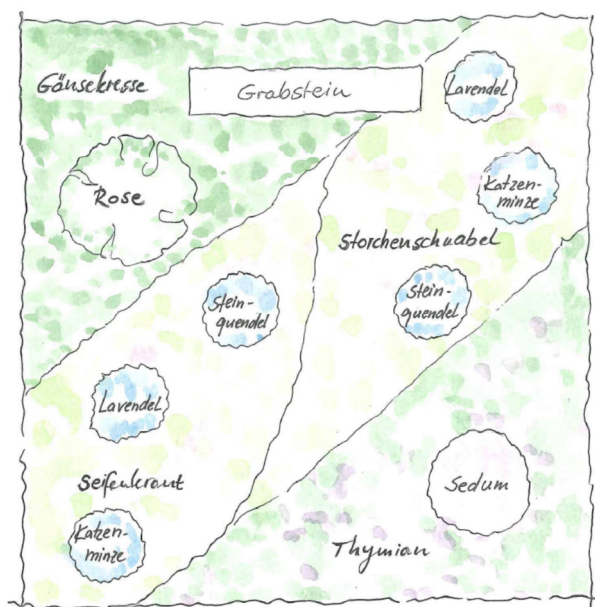 Gänsekresse
Grabstein
Lavendel
Rose
Katzen-
minze
Storchenschnabel
Stein-
quendel
Stein-
quendel
Lavendel
Seifenkraut
Sedum
Katzen-
minze
Thymian